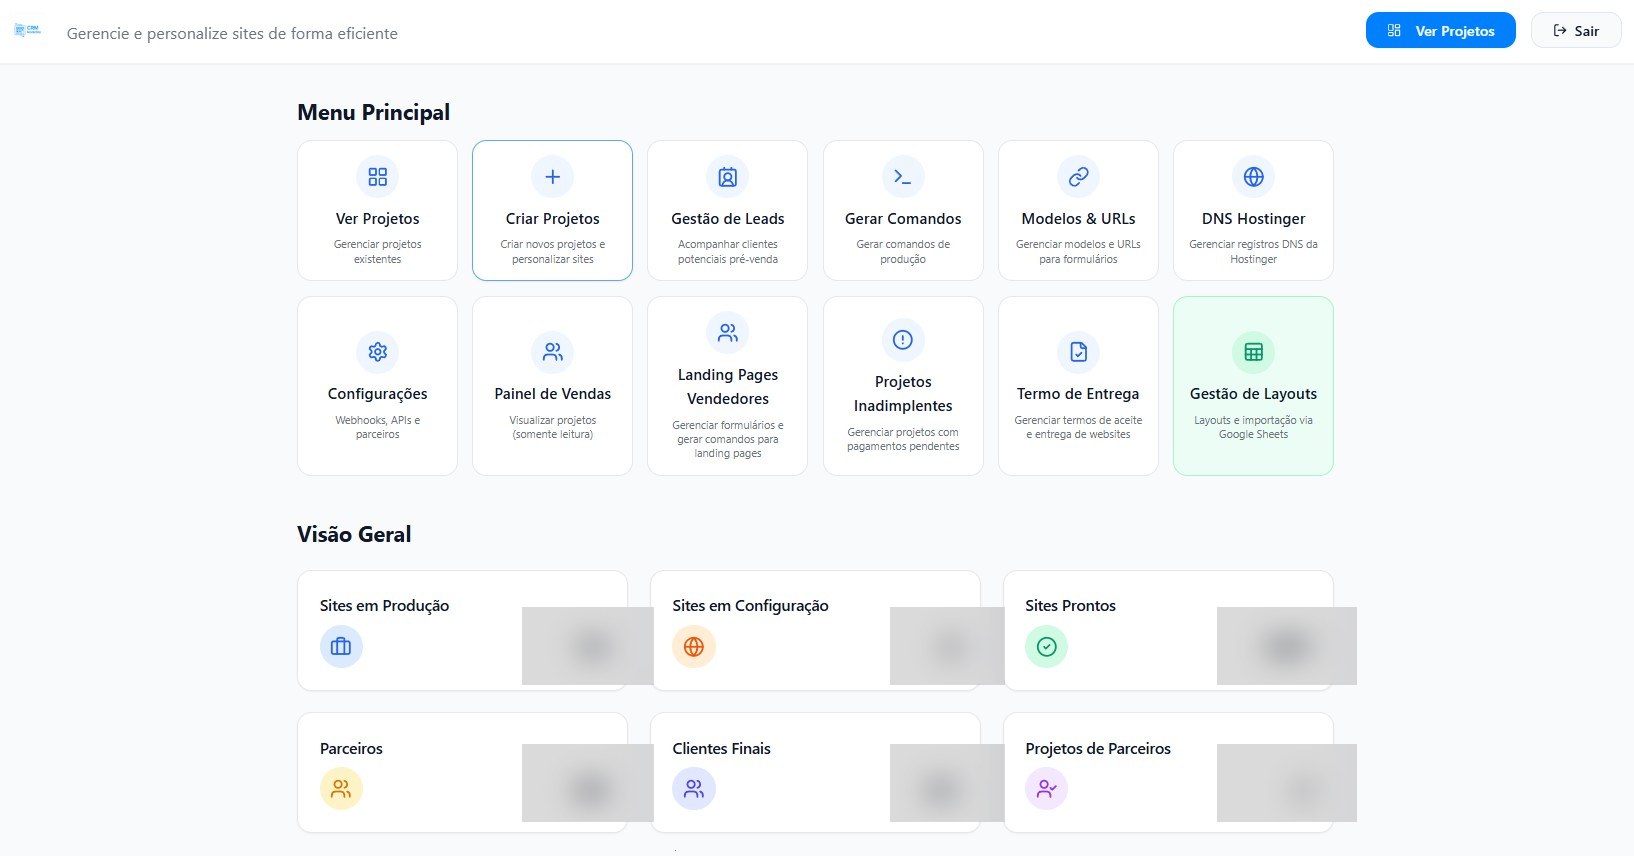 CRM
Gerencie e personalize sites de forma eficiente
Ver Projetos
Sair
Menu Principal
Ver Projetos
Gerenciar projetos
existentes
Criar Projetos
Criar novos projetos e
personalizar sites
Gestão de Leads
Acompanhar clientes
potenciais pré-venda
Gerar Comandos
Gerar comandos de
produção
Modelos & URLs
Gerenciar modelos e URLs
para formulários
DNS Hostinger
Gerenciar registros DNS da
Hostinger
Configurações
Webhooks, APIs e
parceiros
Painel de Vendas
Visualizar projetos
(somente leitura)
Landing Pages
Vendedores
Gerenciar formulários e
gerar comandos para
landing pages
Projetos
Inadimplentes
Gerenciar projetos com
pagamentos pendentes
Termo de Entrega
Gerenciar termos de aceite
e entrega de websites
Gestão de Layouts
Layouts e importação via
Google Sheets
Visão Geral
Sites em Produção
Sites em Configuração
Sites Prontos
Parceiros
Clientes Finais
Projetos de Parceiros